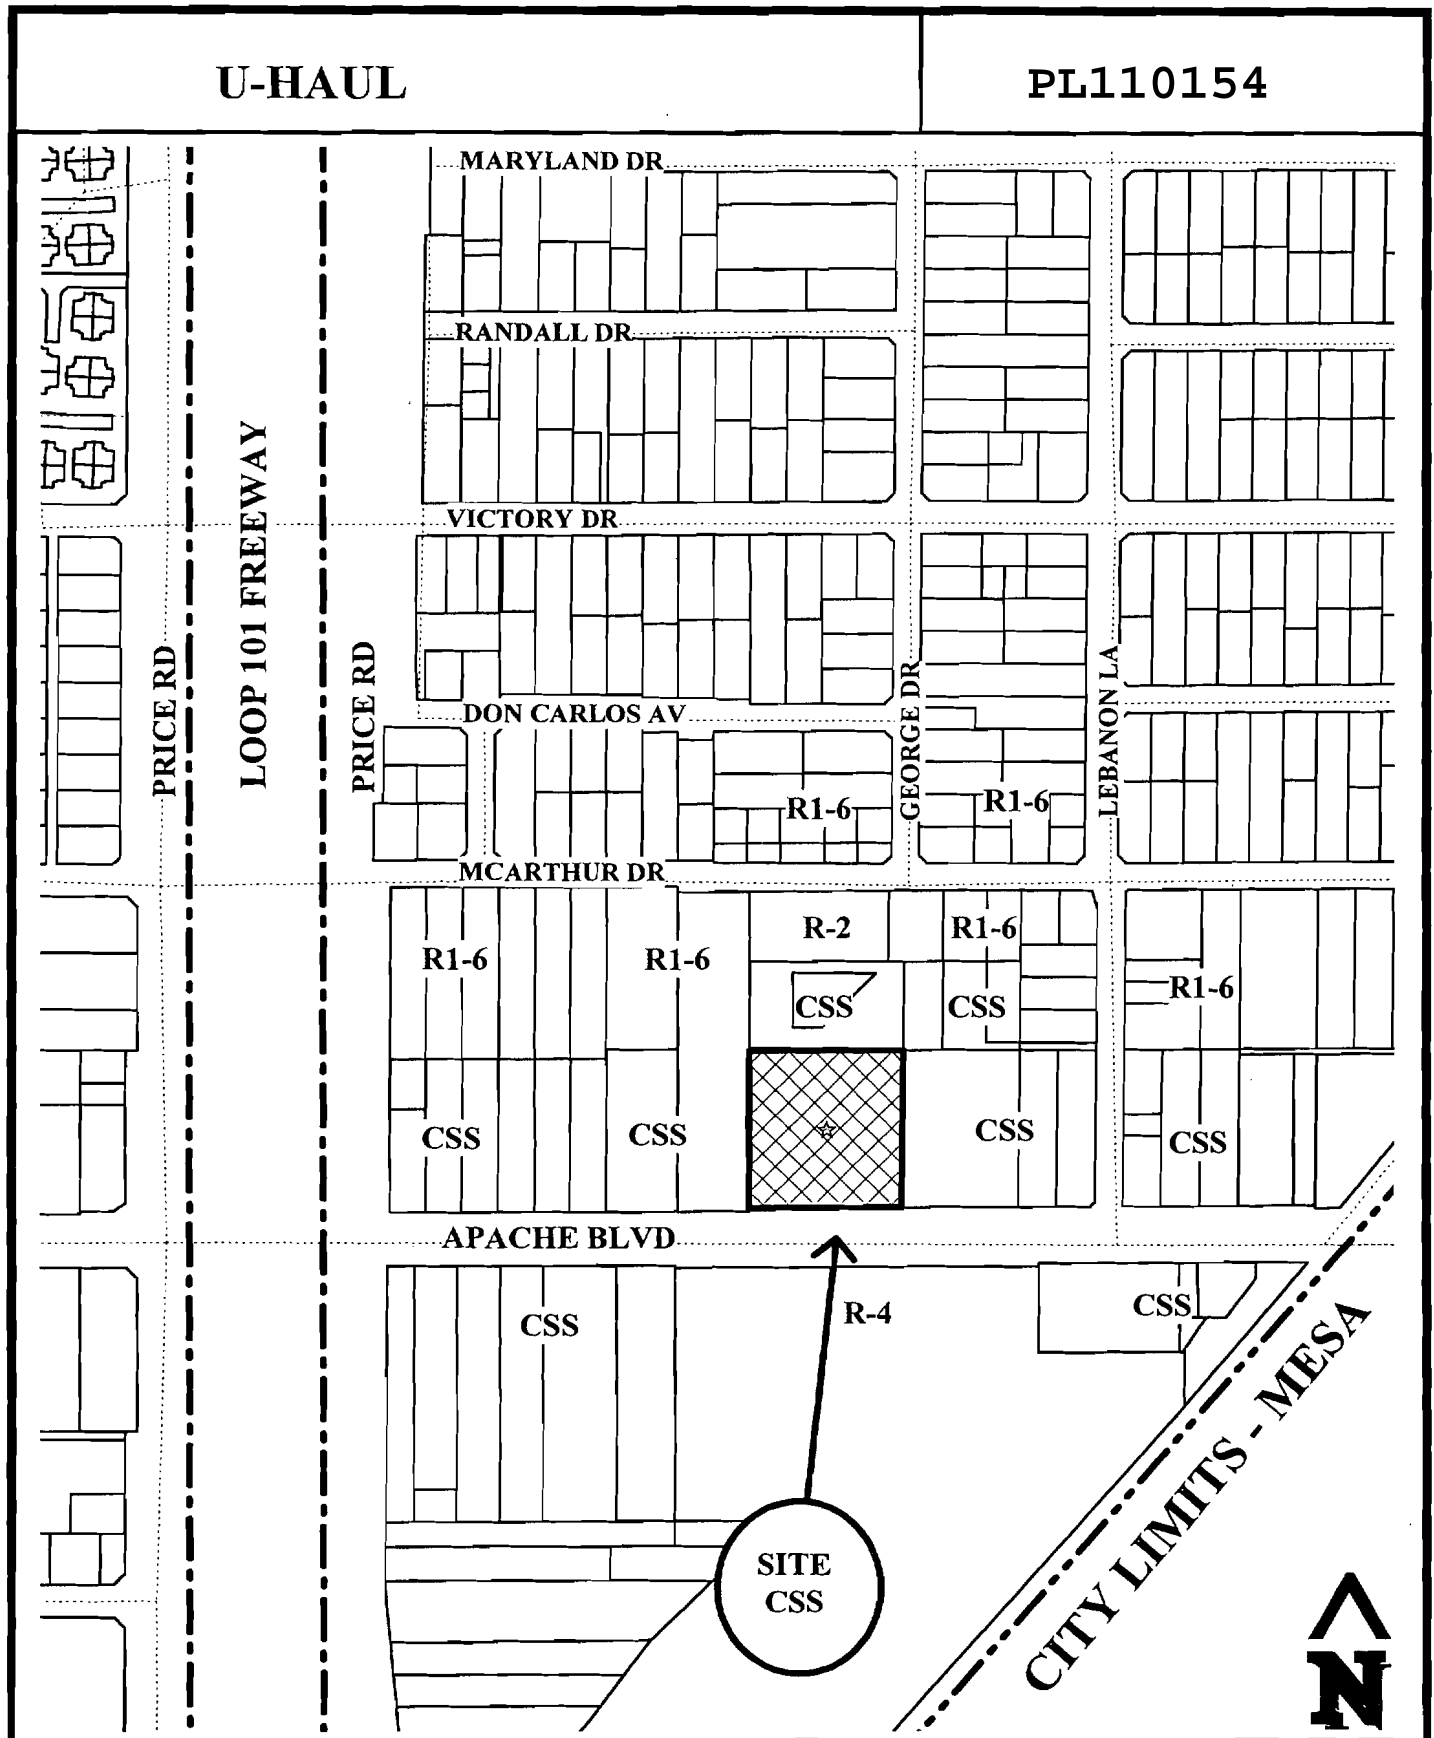 U-HAUL
PL110154
MARYLAND DR
RANDALL DR
VICTORY DR
LOOP 101 FREEWAY
PRICE RD
PRICE RD
DON CARLOS AV
GEORGE DR
LEBANON LA
R1-6
R1-6
MCARTHUR DR
R-2
R1-6
R1-6
R1-6
R1-6
CSS
CSS
CSS
CSS
CSS
CSS
APACHE BLVD
CSS
R-4
CSS
CITY LIMITS - MESA
SITE
CSS
N